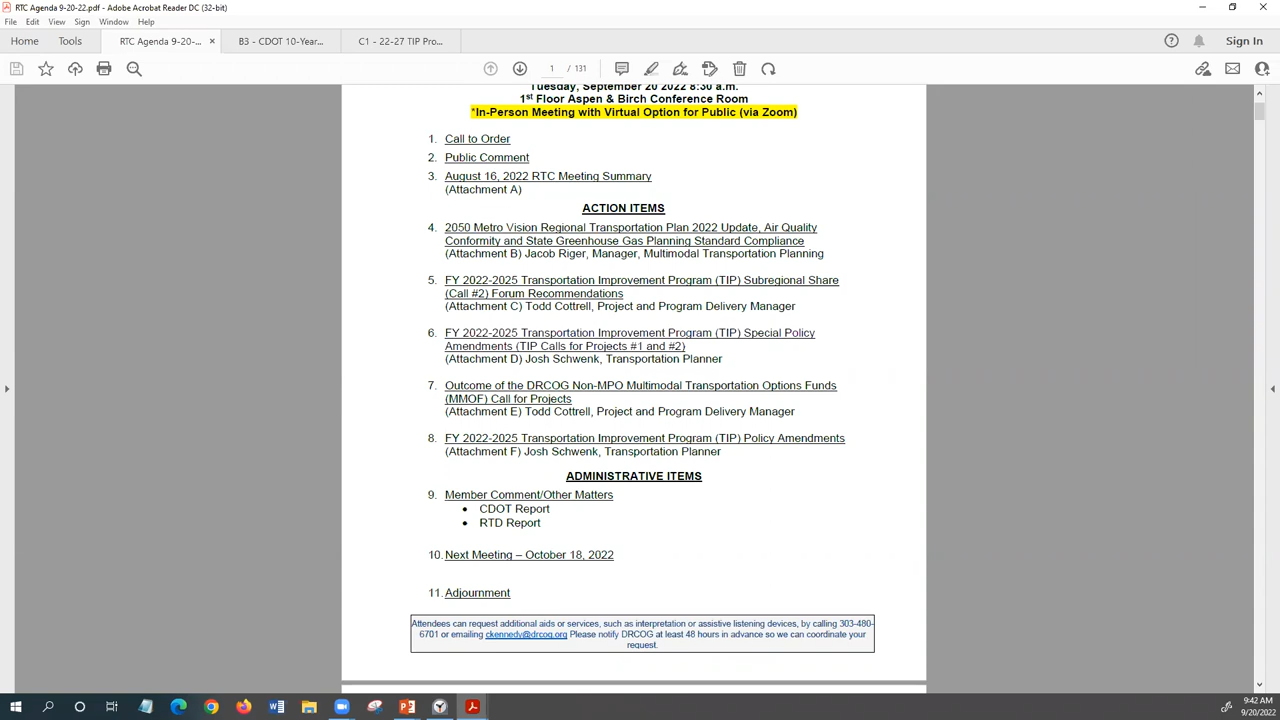 RTC Agenda 9-20-22.pdf - Adobe Acrobat Reader DC (32-bit)
File Edit View Sign Window Help
Home Tools RTC Agenda 9-20-... × B3 - CDOT 10-Year... C1 - 22-27 TIP Pro... Sign In
1 / 131
Tuesday, September 20 2022 8:30 a.m.
1st Floor Aspen & Birch Conference Room
*In-Person Meeting with Virtual Option for Public (via Zoom)
1. Call to Order
2. Public Comment
3. August 16, 2022 RTC Meeting Summary
(Attachment A)
ACTION ITEMS
4. 2050 Metro Vision Regional Transportation Plan 2022 Update, Air Quality
Conformity and State Greenhouse Gas Planning Standard Compliance
(Attachment B) Jacob Riger, Manager, Multimodal Transportation Planning
5. FY 2022-2025 Transportation Improvement Program (TIP) Subregional Share
(Call #2) Forum Recommendations
(Attachment C) Todd Cottrell, Project and Program Delivery Manager
6. FY 2022-2025 Transportation Improvement Program (TIP) Special Policy
Amendments (TIP Calls for Projects #1 and #2)
(Attachment D) Josh Schwenk, Transportation Planner
7. Outcome of the DRCOG Non-MPO Multimodal Transportation Options Funds
(MMOF) Call for Projects
(Attachment E) Todd Cottrell, Project and Program Delivery Manager
8. FY 2022-2025 Transportation Improvement Program (TIP) Policy Amendments
(Attachment F) Josh Schwenk, Transportation Planner
ADMINISTRATIVE ITEMS
9. Member Comment/Other Matters
• CDOT Report
• RTD Report
10. Next Meeting – October 18, 2022
11. Adjournment
Attendees can request additional aids or services, such as interpretation or assistive listening devices, by calling 303-480-
6701 or emailing ckennedy@drcog.org Please notify DRCOG at least 48 hours in advance so we can coordinate your
request.
9:42 AM
9/20/2022